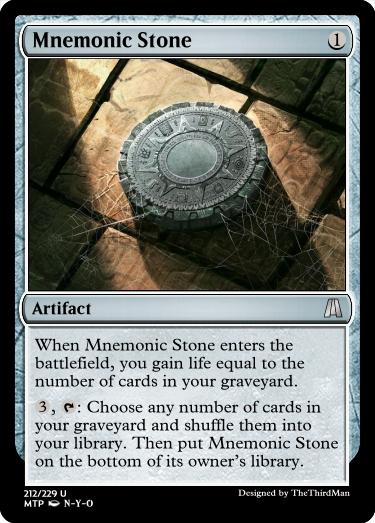 Mnemonic Stone 1
Artifact
When Mnemonic Stone enters the
battlefield, you gain life equal to the
number of cards in your graveyard.
3, T: Choose any number of cards in
your graveyard and shuffle them into
your library. Then put Mnemonic Stone
on the bottom of its owner's library.
212/229 U
MTP N-Y-O Designed by TheThirdMan